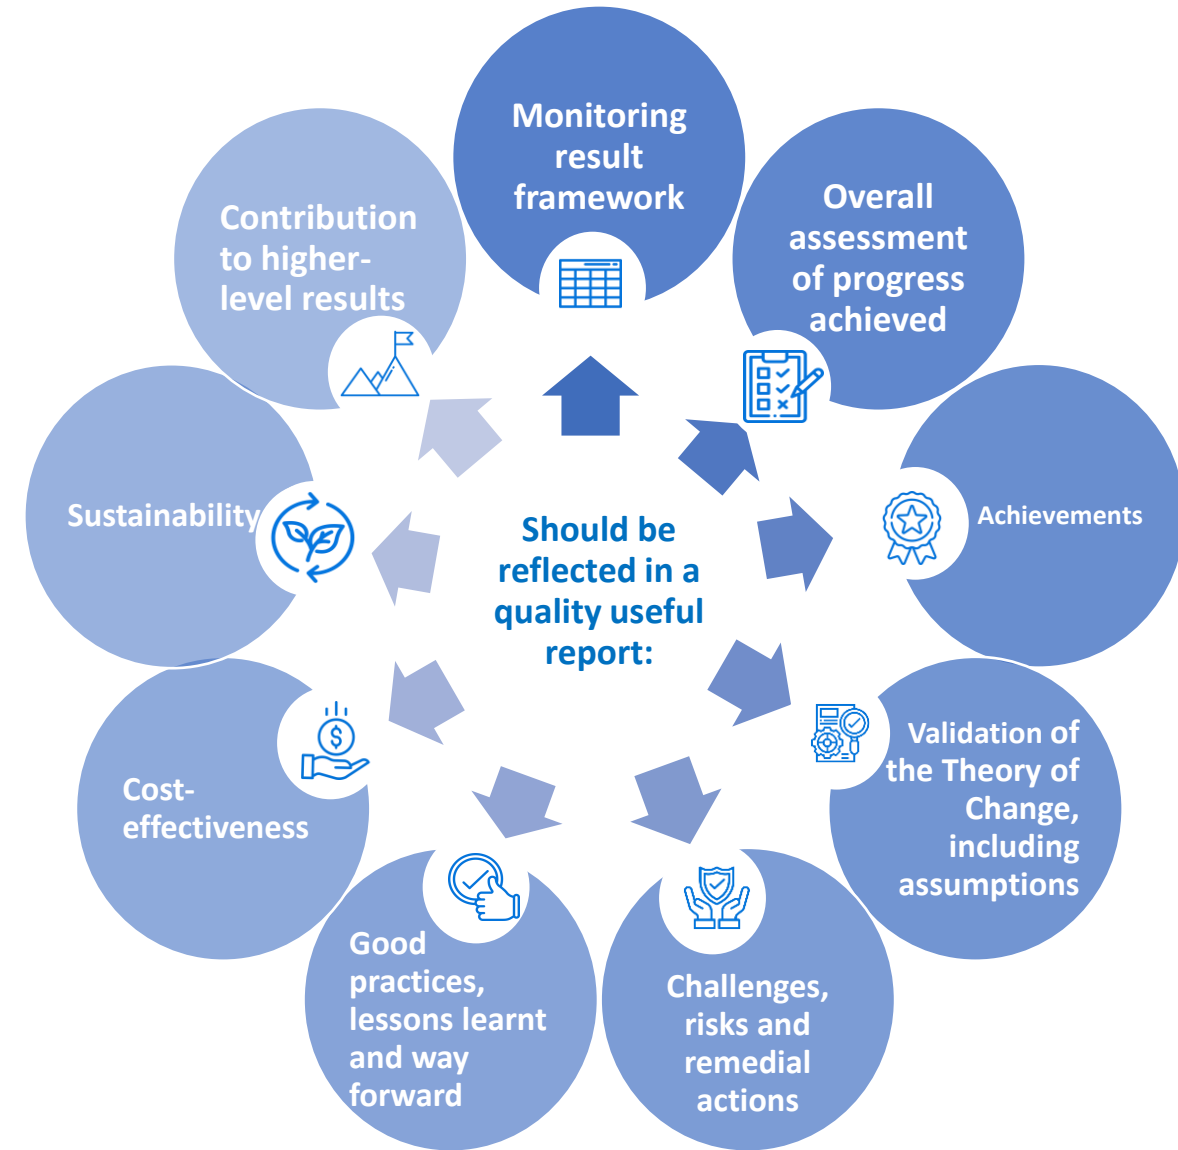 Monitoring
result
framework
Overall
assessment
of progress
achieved
Achievements
Validation of
the Theory of
Change,
including
assumptions
Challenges,
risks and
remedial
actions
Good
practices,
lessons learnt
and way
forward
Cost-
effectiveness
Sustainability
Contribution
to higher-
level results
Should be
reflected in a
quality useful
report: